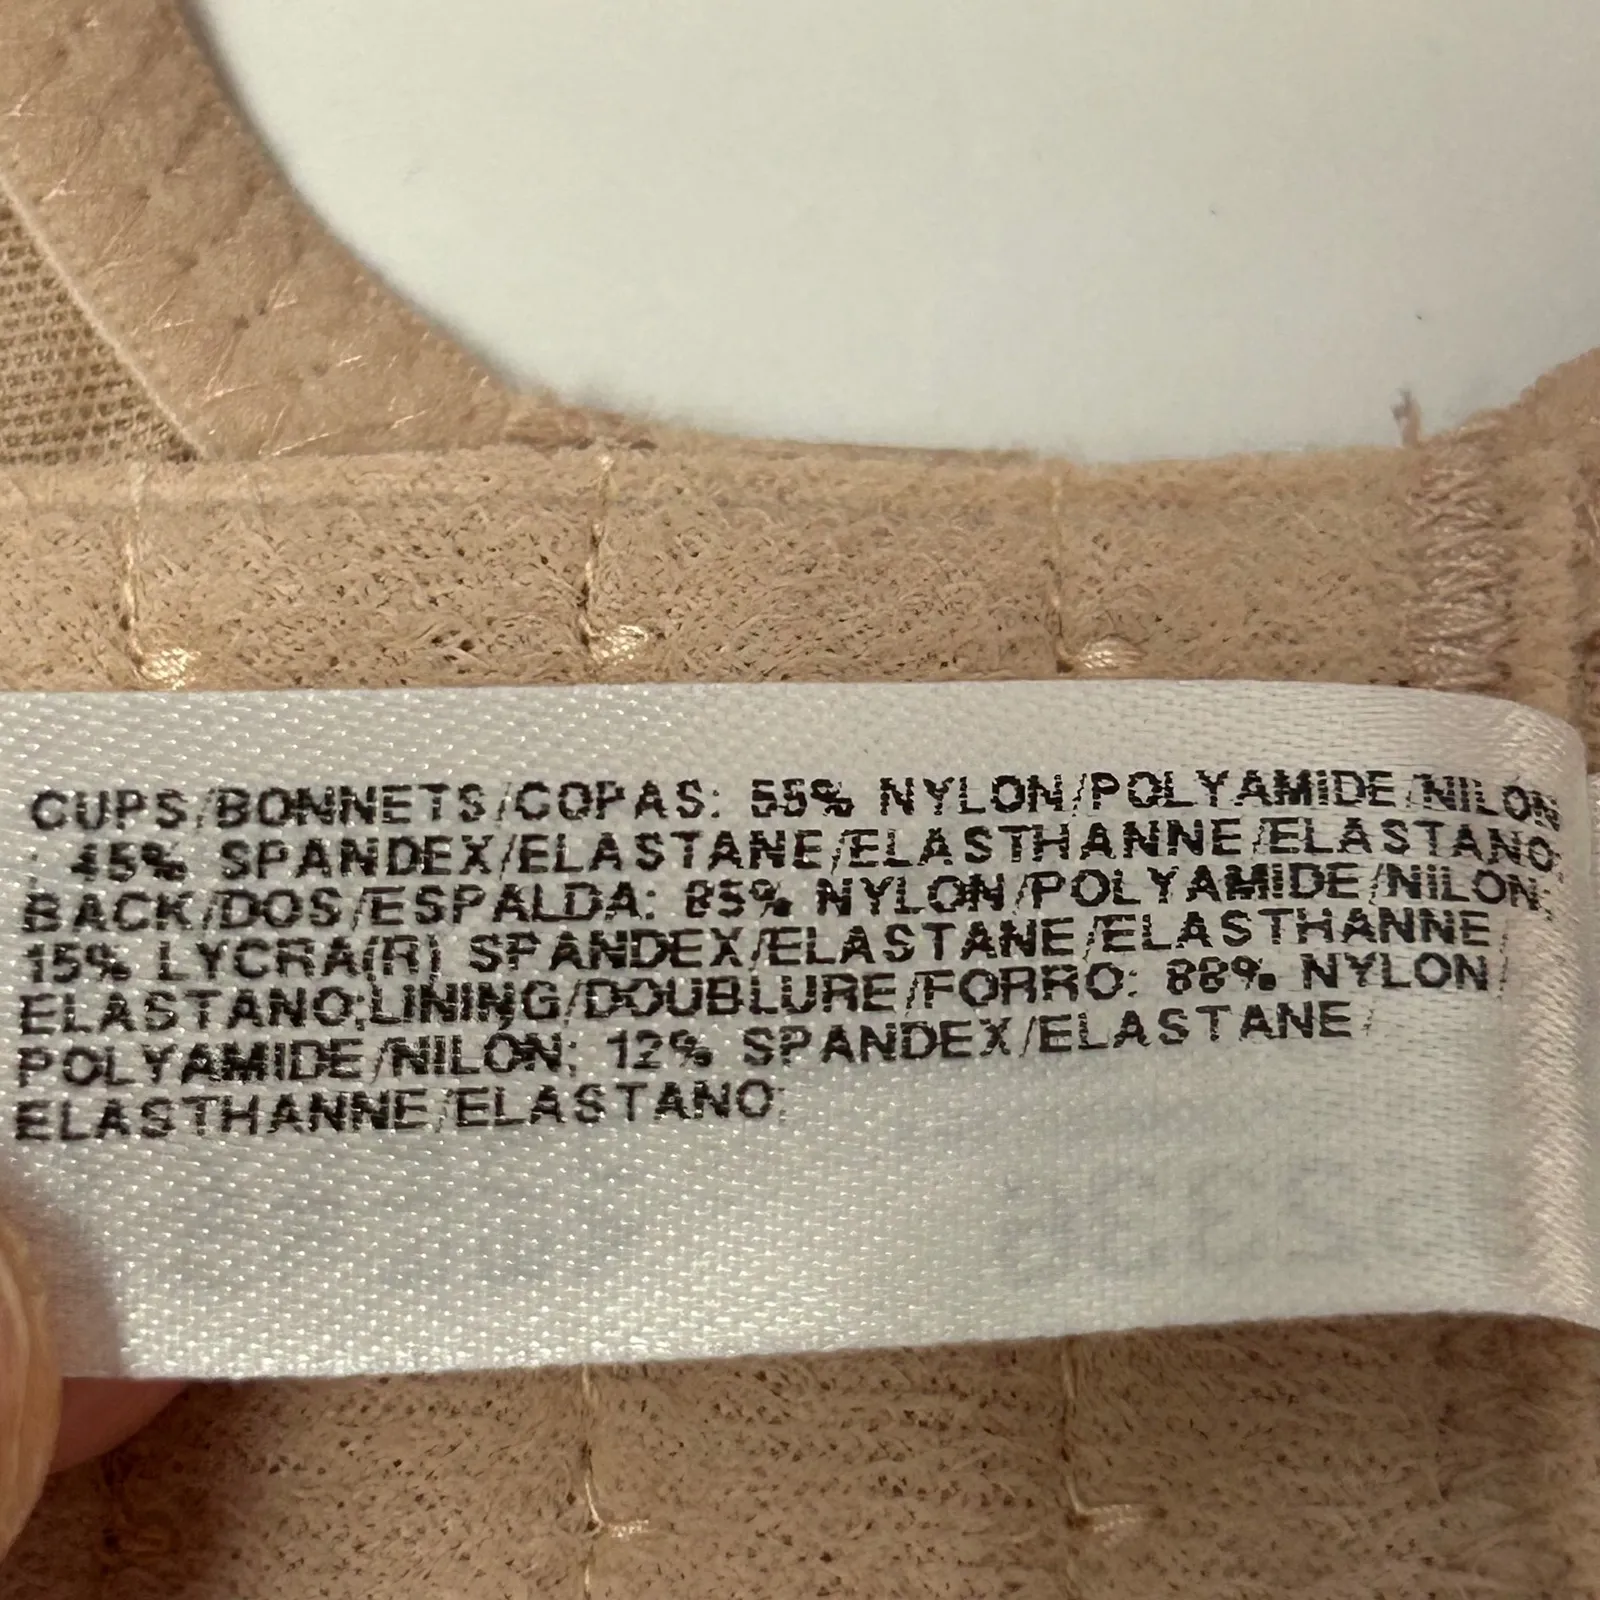 CUPS/BONNETS/COPAS: 55% NYLON/POLYAMIDE/NILON
; 45% SPANDEX/ELASTANE/ELASTHANNE/ELASTANO;
BACK/DOS/ESPALDA: 85% NYLON/POLYAMIDE/NILON;
15% LYCRA(R) SPANDEX/ELASTANE/ELASTHANNE/
ELASTANO;LINING/DOUBLURE/FORRO: 88% NYLON/
POLYAMIDE/NILON; 12% SPANDEX/ELASTANE/
ELASTHANNE/ELASTANO;